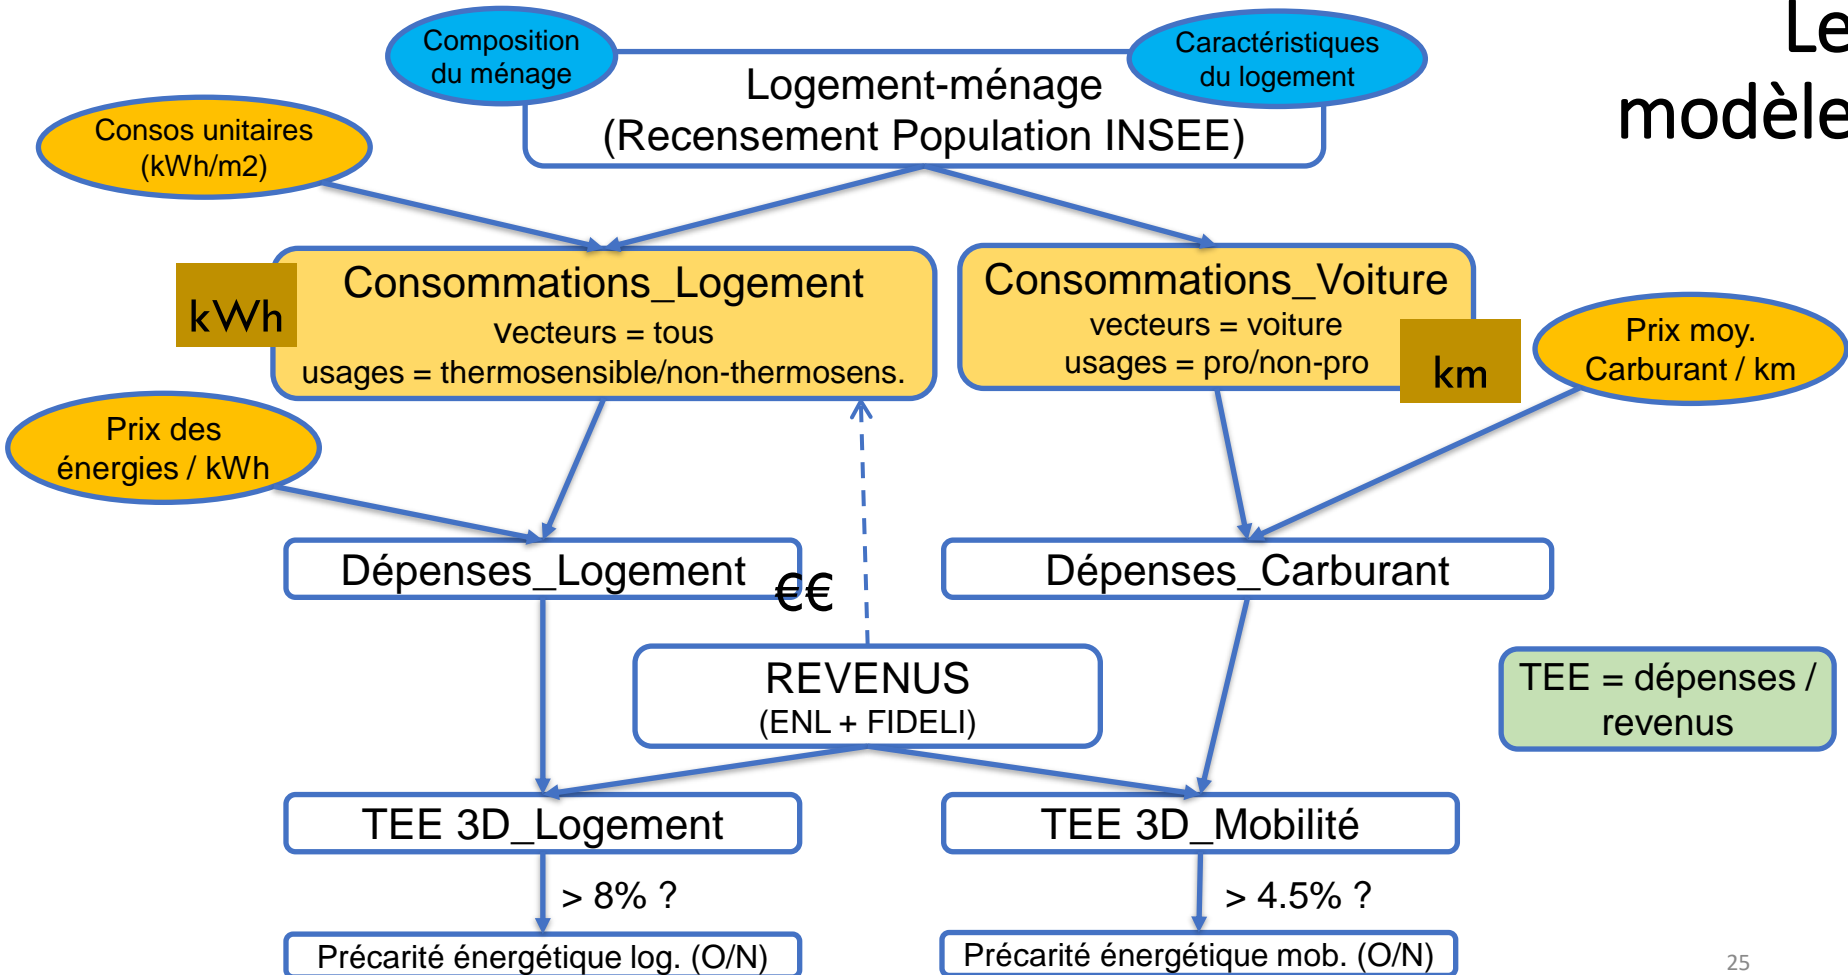 Le
modèle
Composition
du ménage
Caractéristiques
du logement
Logement-ménage
(Recensement Population INSEE)
Consos unitaires
(kWh/m2)
kWh
Consommations_Logement
vecteurs = tous
usages = thermosensible/non-thermosens.
Consommations_Voiture
vecteurs = voiture
usages = pro/non-pro
km
Prix moy.
Carburant / km
Prix des
énergies / kWh
Dépenses_Logement
€€
Dépenses_Carburant
REVENUS
(ENL + FIDELI)
TEE = dépenses /
revenus
TEE 3D_Logement
TEE 3D_Mobilité
> 8% ?
> 4.5% ?
Précarité énergétique log. (O/N)
Précarité énergétique mob. (O/N)
25